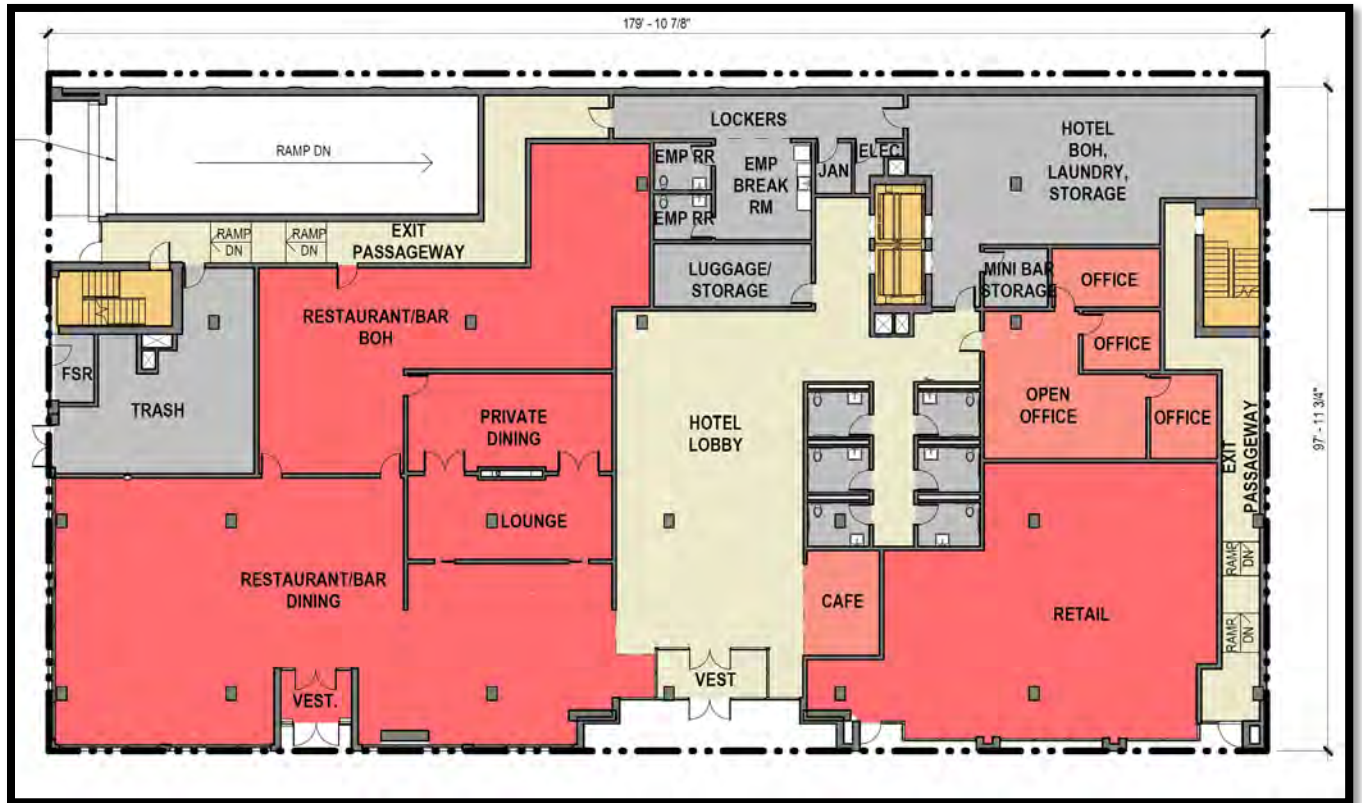 179' - 10 7/8"
LOCKERS
HOTEL
BOH,
LAUNDRY,
STORAGE
RAMP DN
EMP RR
EMP
BREAK
RM
JAN
ELEC.
EMP RR
RAMP
DN
RAMP
DN
EXIT
PASSAGEWAY
LUGGAGE/
STORAGE
MINI BAR
STORAGE
OFFICE
RESTAURANT/BAR
BOH
OFFICE
FSR
TRASH
PRIVATE
DINING
HOTEL
LOBBY
OPEN
OFFICE
OFFICE
97' - 11 3/4"
EXIT
PASSAGEWAY
LOUNGE
RESTAURANT/BAR
DINING
CAFE
RETAIL
RAMP
DN
RAMP
DN
VEST.
VEST